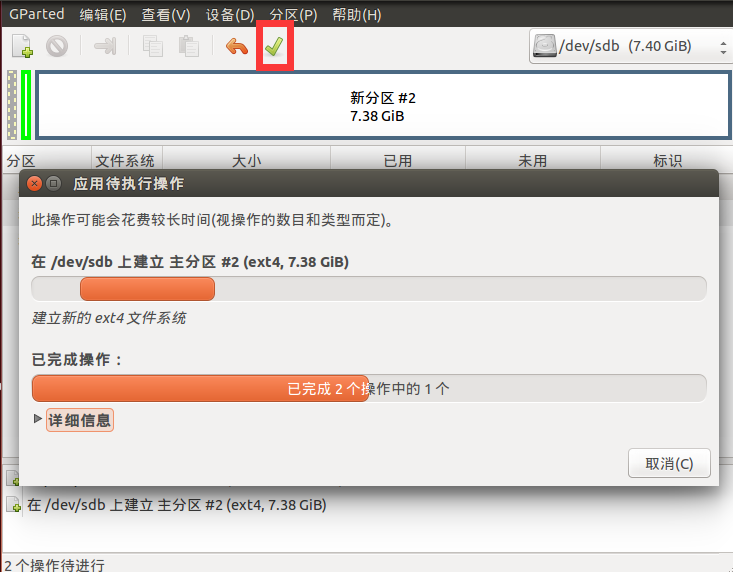 GParted 编辑(E) 查看(V) 设备(D) 分区(P) 帮助(H)
/dev/sdb (7.40 GiB)
新分区 #2
7.38 GiB
分区 文件系统 大小 已用 未用 标识
应用待执行操作
此操作可能会花费较长时间(视操作的数目和类型而定)。
在 /dev/sdb 上建立 主分区 #2 (ext4, 7.38 GiB)
建立新的 ext4 文件系统
已完成操作：
已完成 2 个操作中的 1 个
详细信息
取消(C)
在 /dev/sdb 上建立 主分区 #2 (ext4, 7.38 GiB)
2 个操作待进行